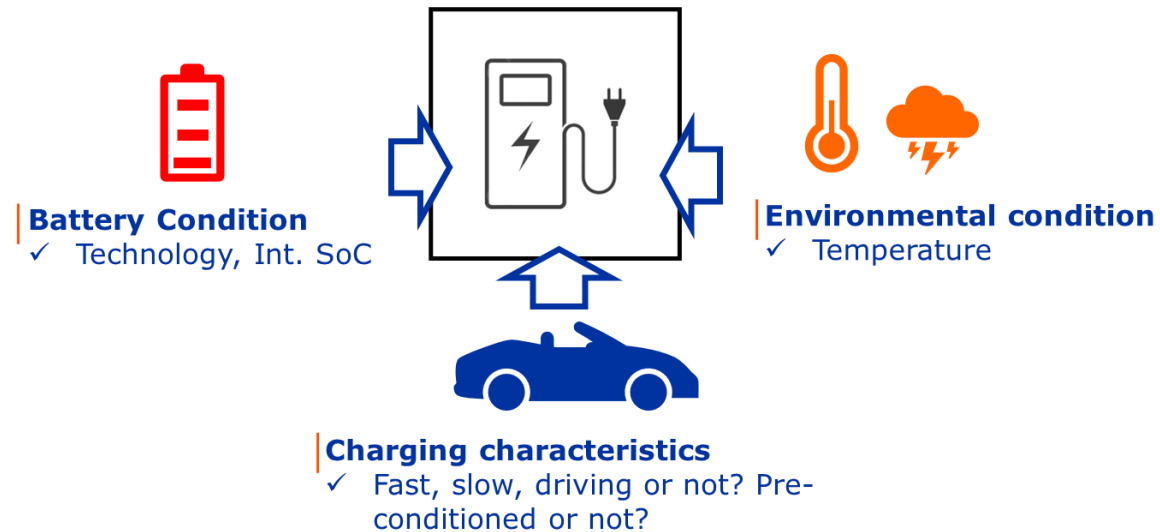 Battery Condition
✓ Technology, Int. SoC
Environmental condition
✓ Temperature
Charging characteristics
✓ Fast, slow, driving or not? Pre-
conditioned or not?